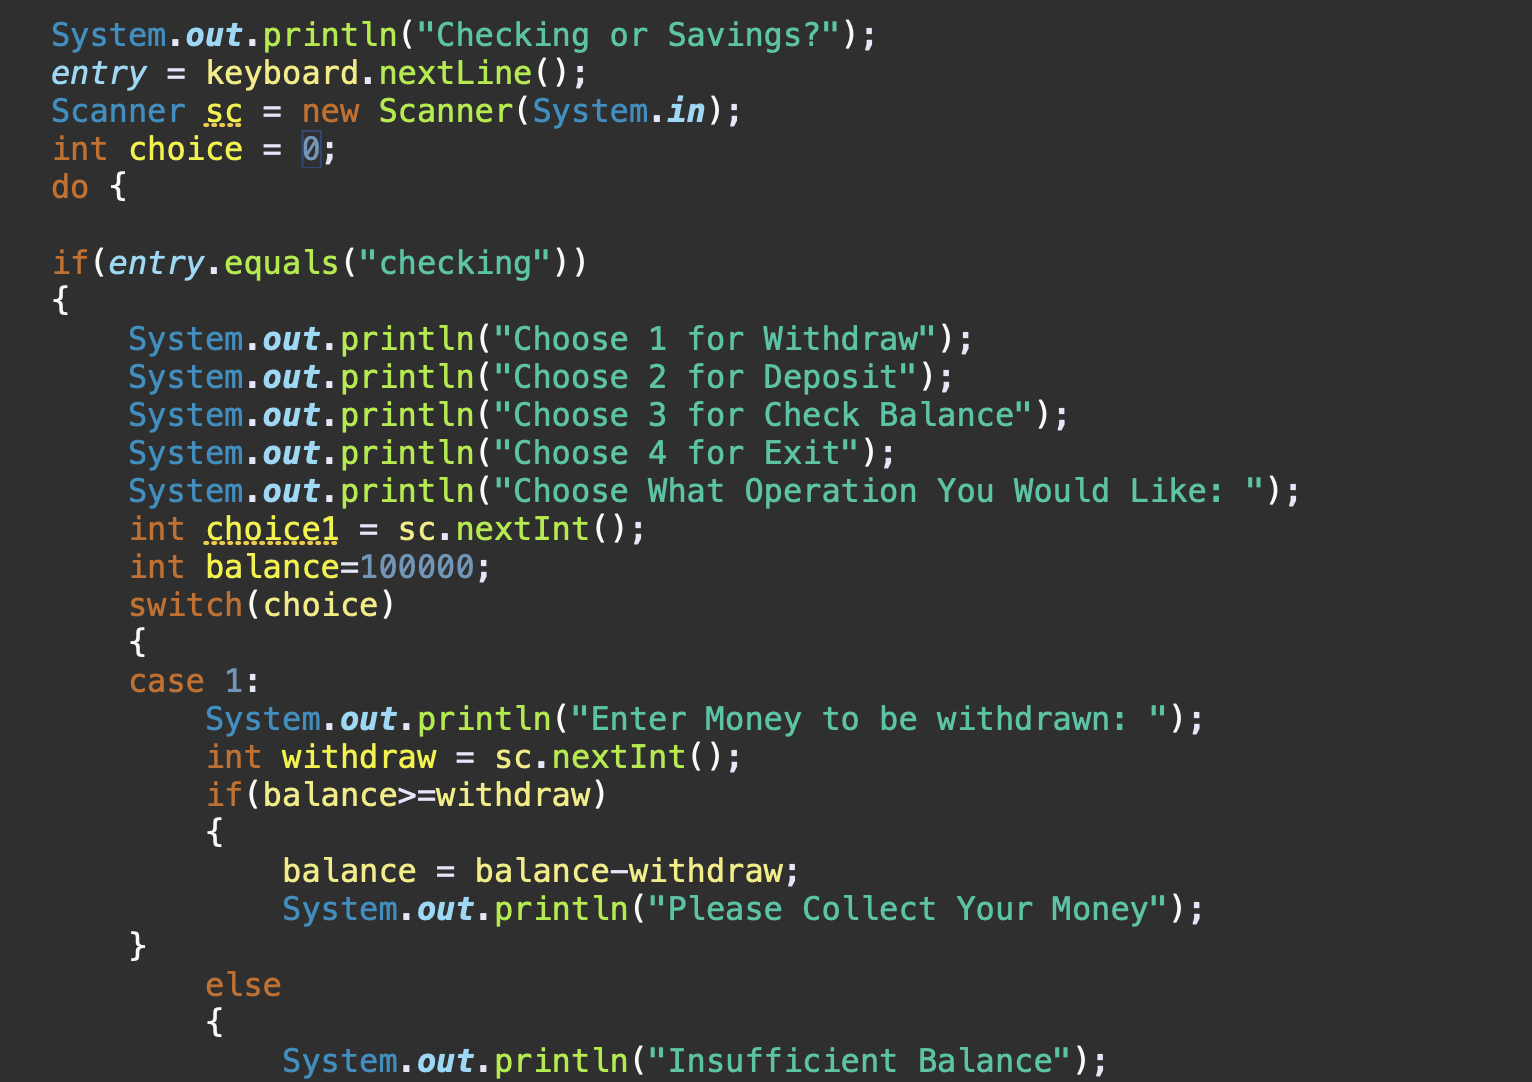 System.out.println("Checking or Savings?");
entry = keyboard.nextLine();
Scanner sc = new Scanner(System.in);
int choice = 0;
do {
if(entry.equals("checking"))
{
System.out.println("Choose 1 for Withdraw");
System.out.println("Choose 2 for Deposit");
System.out.println("Choose 3 for Check Balance");
System.out.println("Choose 4 for Exit");
System.out.println("Choose What Operation You Would Like: ");
int choice1 = sc.nextInt();
int balance=100000;
switch(choice)
{
case 1:
System.out.println("Enter Money to be withdrawn: ");
int withdraw = sc.nextInt();
if(balance>=withdraw)
{
balance = balance-withdraw;
System.out.println("Please Collect Your Money");
}
else
{
System.out.println("Insufficient Balance");